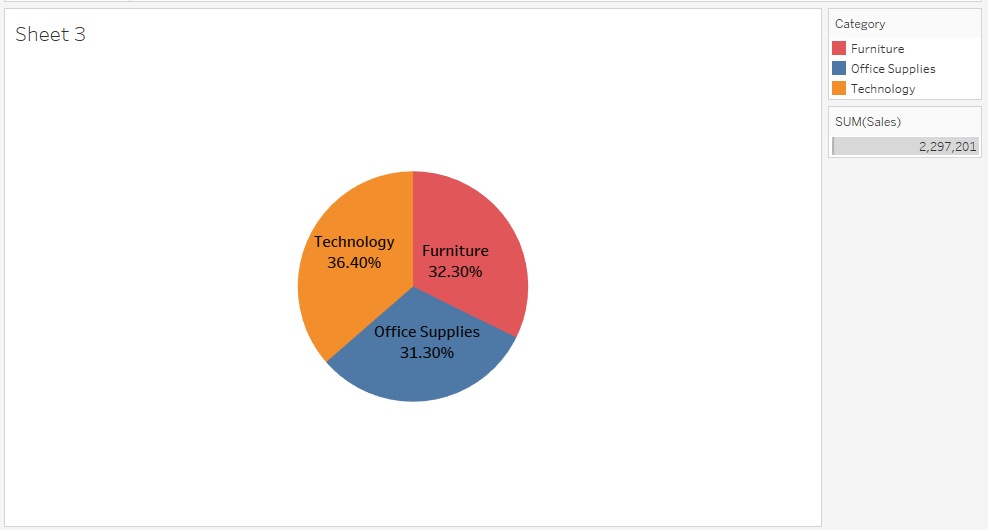 Sheet 3
Technology
36.40%
Furniture
32.30%
Office Supplies
31.30%
Category
Furniture
Office Supplies
Technology
SUM(Sales)
2,297,201